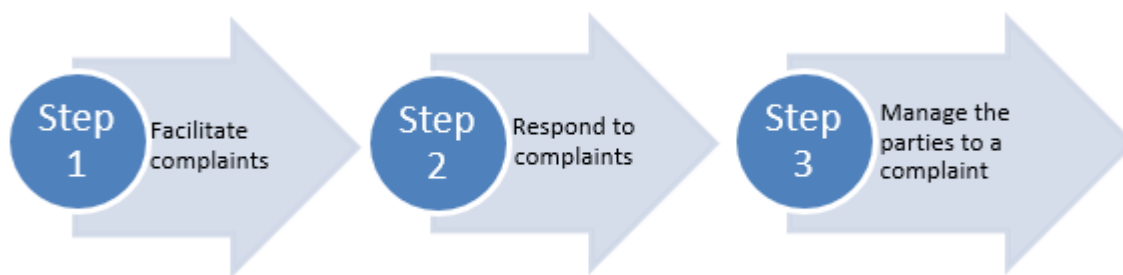 Step
1
Facilitate
complaints
Step
2
Respond to
complaints
Step
3
Manage the
parties to a
complaint